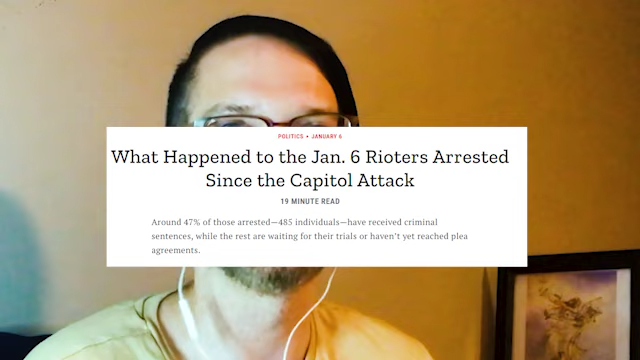 POLITICS • JANUARY 6
What Happened to the Jan. 6 Rioters Arrested
Since the Capitol Attack
19 MINUTE READ
Around 47% of those arrested—485 individuals—have received criminal
sentences, while the rest are waiting for their trials or haven't yet reached plea
agreements.